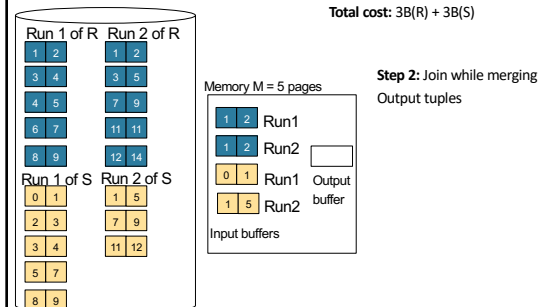 Total cost: 3B(R) + 3B(S)
Step 2: Join while merging
Output tuples
Run 1 of R Run 2 of R
1 2 1 2
3 4 3 5
4 5 7 9
6 7 11 11
8 9 12 14
Run 1 of S Run 2 of S
0 1 1 5
2 3 7 9
3 4 11 12
5 7
8 9
Memory M = 5 pages
1 2 Run1
1 2 Run2
0 1 Run1
1 5 Run2
Input buffers
Output
buffer